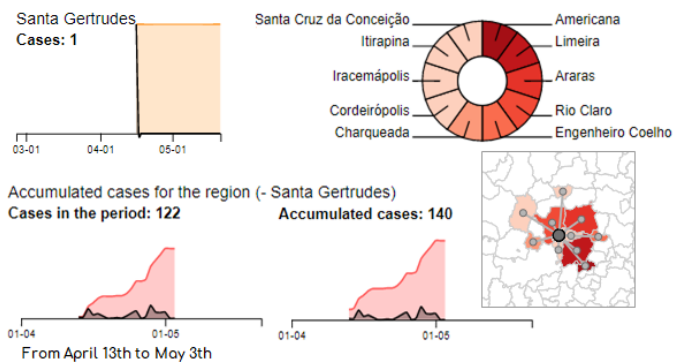 Santa Gertrudes
Cases: 1
03-01 04-01 05-01
Santa Cruz da Conceição
Itirapina
Iracemápolis
Cordeirópolis
Charqueada
Americana
Limeira
Araras
Rio Claro
Engenheiro Coelho
Accumulated cases for the region (- Santa Gertrudes)
Cases in the period: 122
Accumulated cases: 140
01-04 01-05
01-04 01-05
From April 13th to May 3th